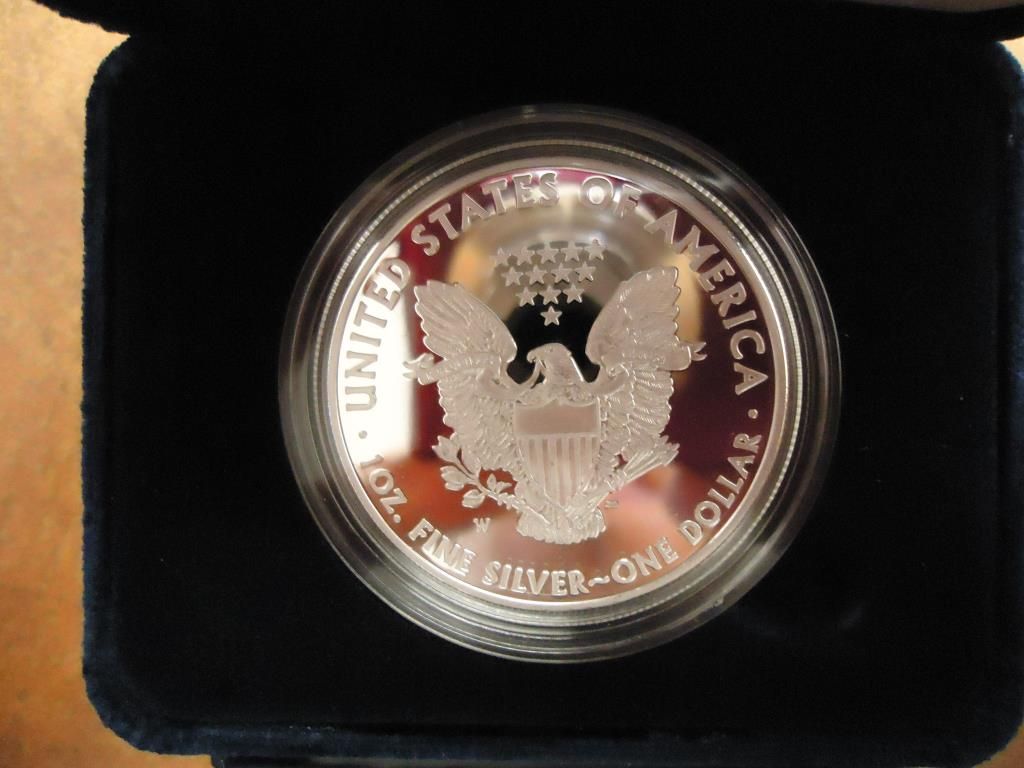 UNITED STATES OF AMERICA
1 OZ. FINE SILVER~ONE DOLLAR
W